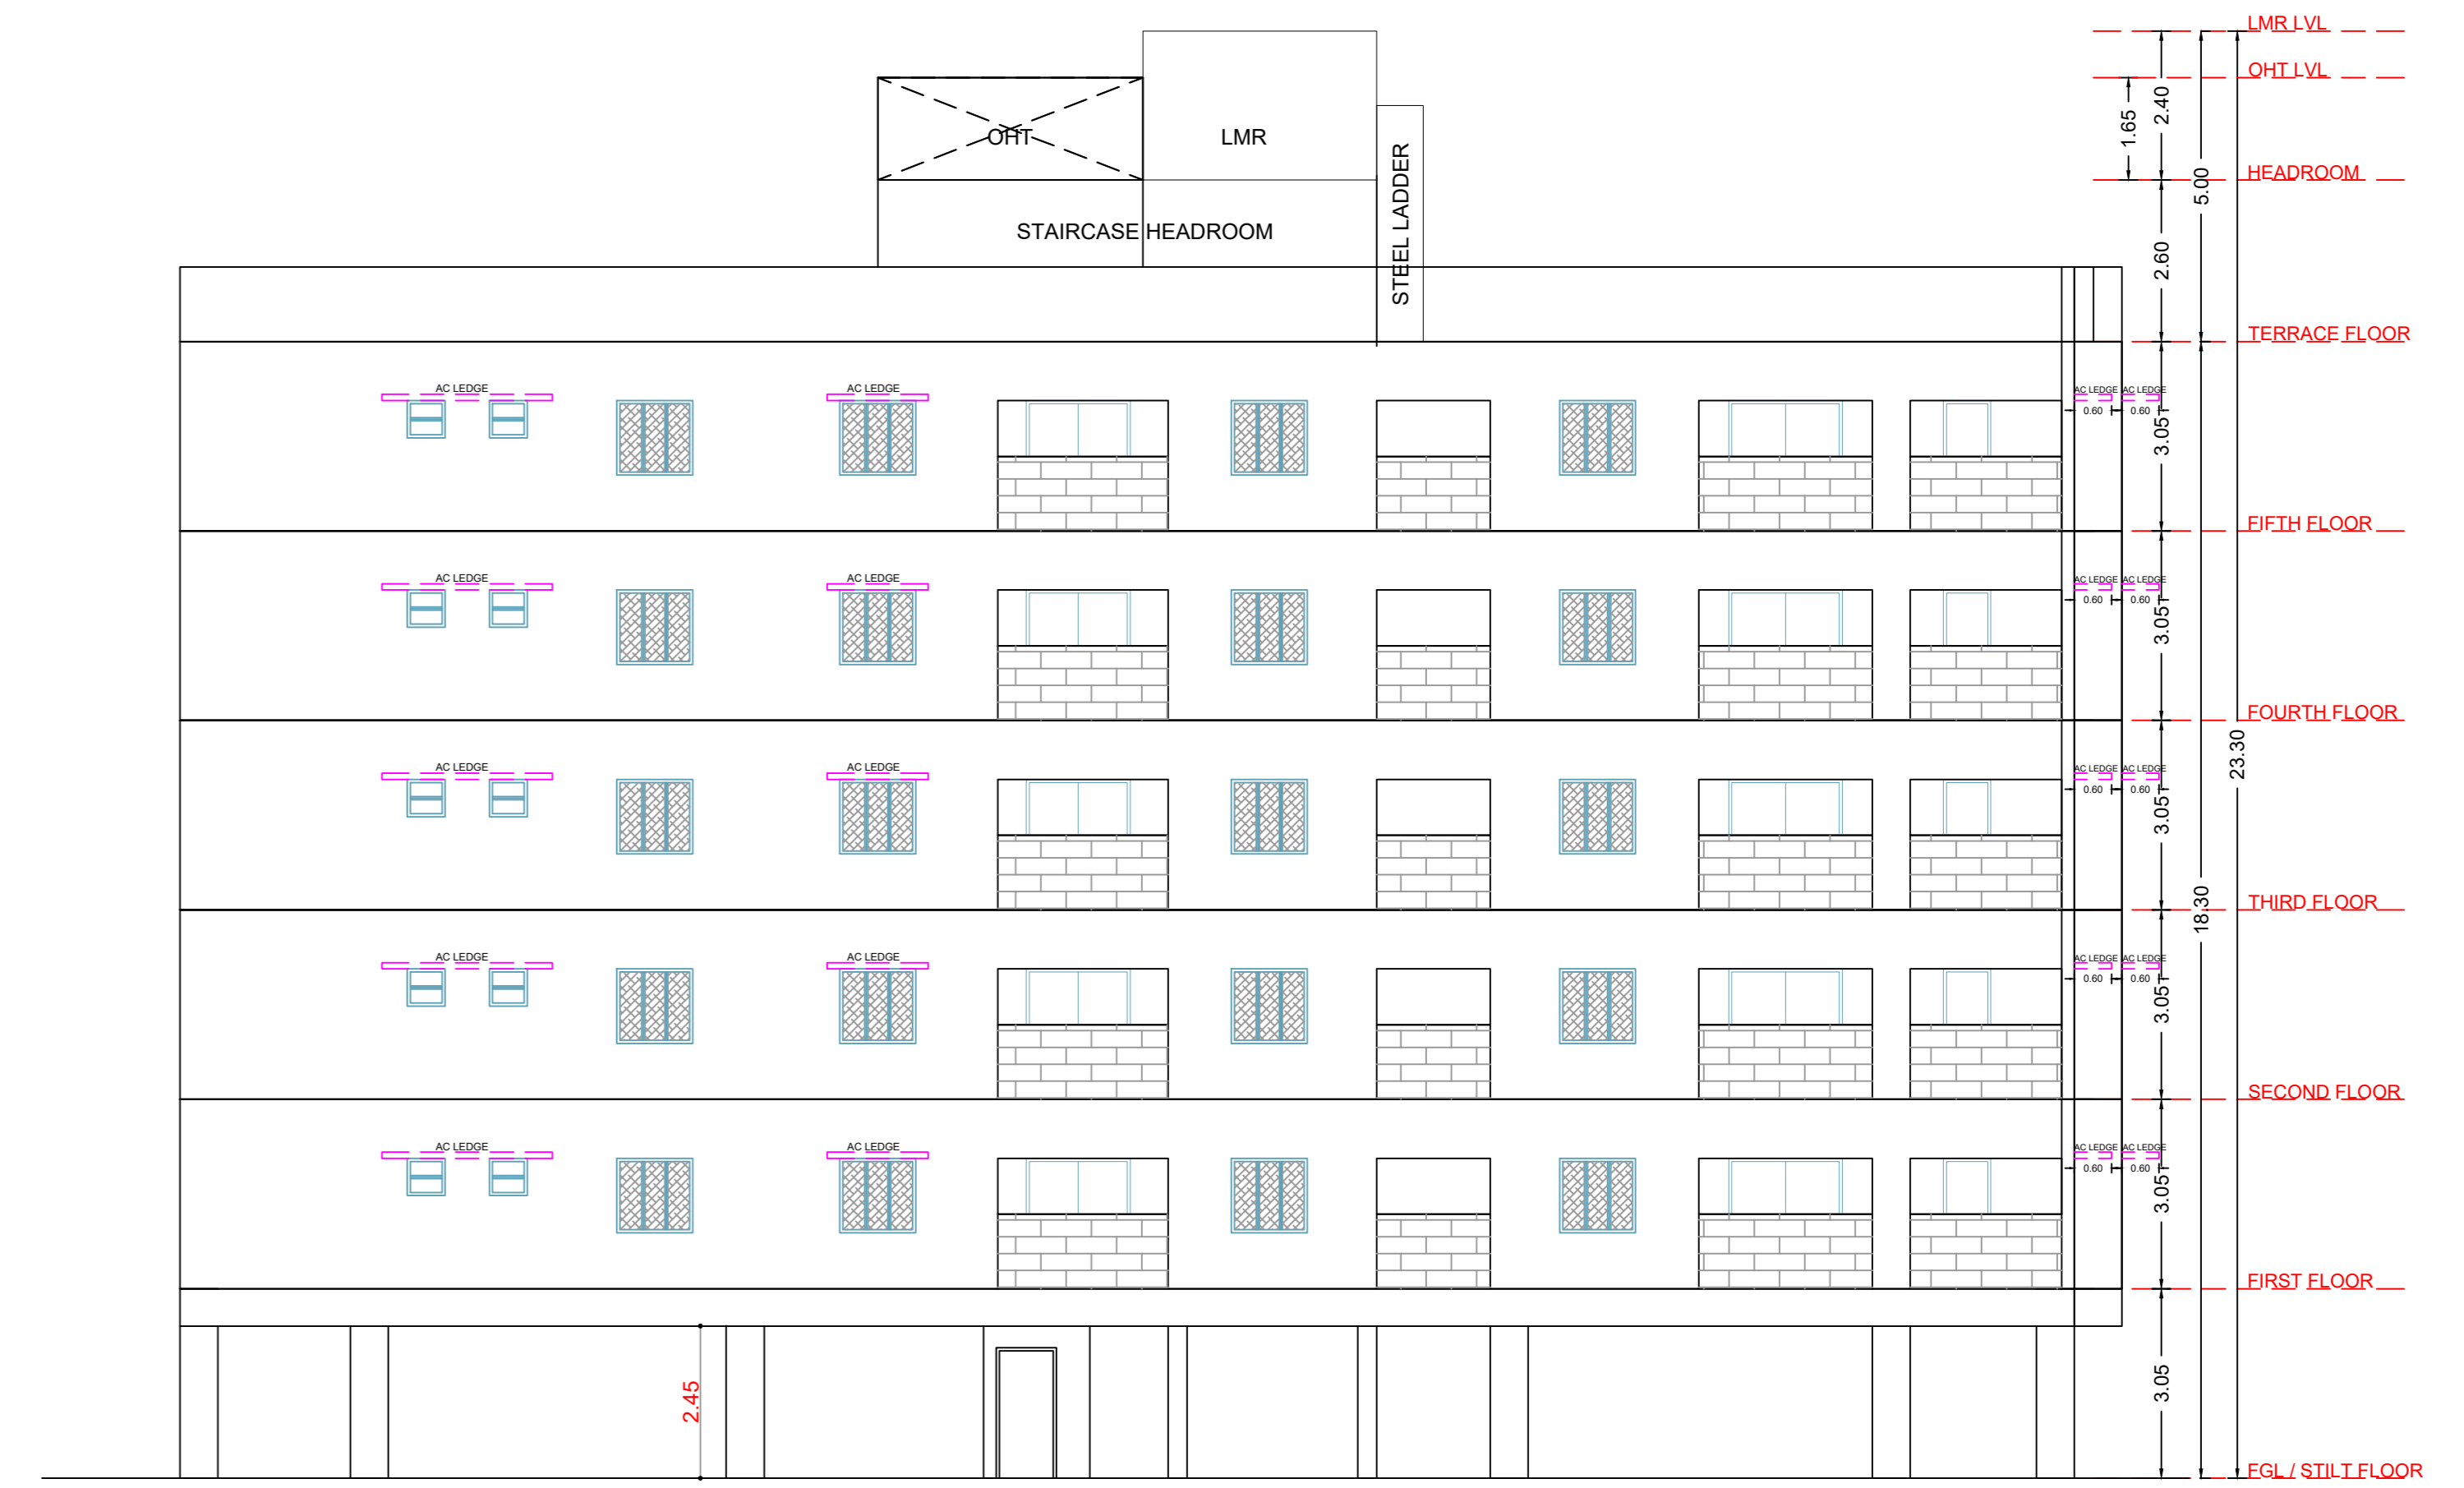 LMR LVL
OHT LVL
2.40
1.65
OHT
LMR
HEADROOM
5.00
STEEL LADDER
STAIRCASE HEADROOM
2.60
TERRACE FLOOR
AC LEDGE
AC LEDGE
AC LEDGE
AC LEDGE
0.60
0.60
3.05
FIFTH FLOOR
AC LEDGE
AC LEDGE
AC LEDGE
AC LEDGE
0.60
0.60
3.05
FOURTH FLOOR
23.30
AC LEDGE
AC LEDGE
AC LEDGE
AC LEDGE
0.60
0.60
3.05
THIRD FLOOR
18.30
AC LEDGE
AC LEDGE
AC LEDGE
AC LEDGE
0.60
0.60
3.05
SECOND FLOOR
AC LEDGE
AC LEDGE
AC LEDGE
AC LEDGE
0.60
0.60
3.05
FIRST FLOOR
2.45
3.05
FGL / STILT FLOOR